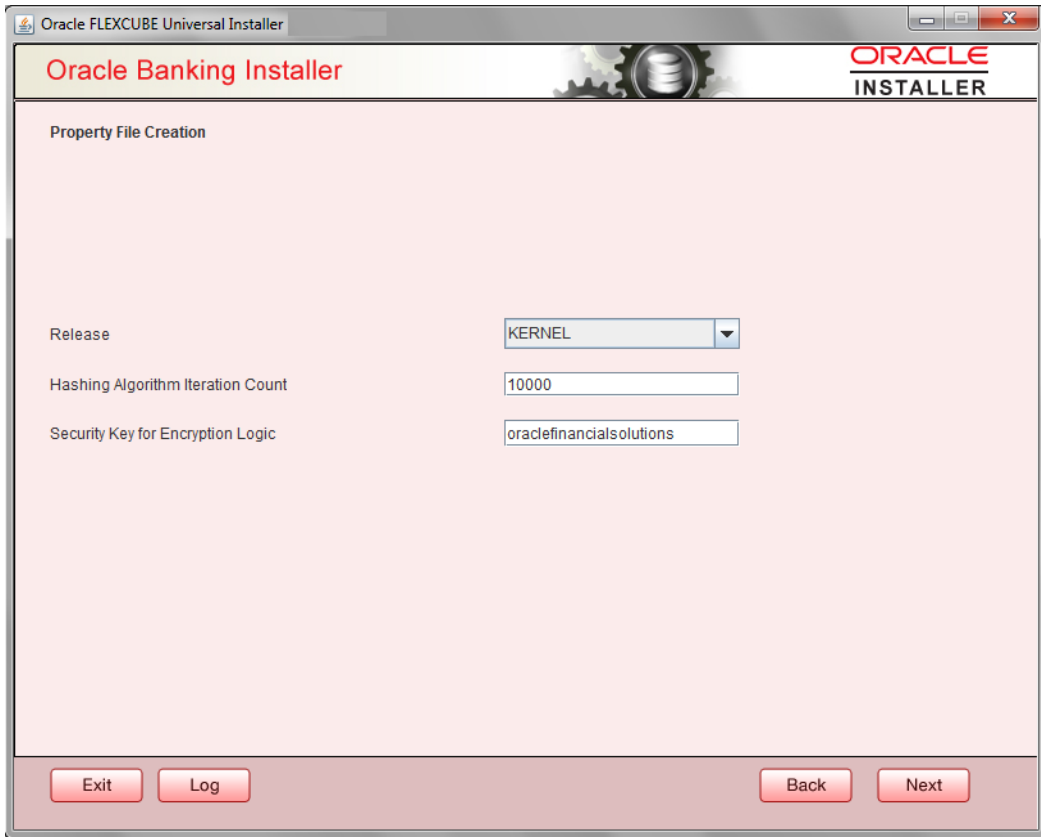 Oracle FLEXCUBE Universal Installer
X
Oracle Banking Installer
ORACLE
INSTALLER
Property File Creation
Release
KERNEL
Hashing Algorithm Iteration Count
10000
Security Key for Encryption Logic
oraclefinancialsolutions
Exit
Log
Back
Next